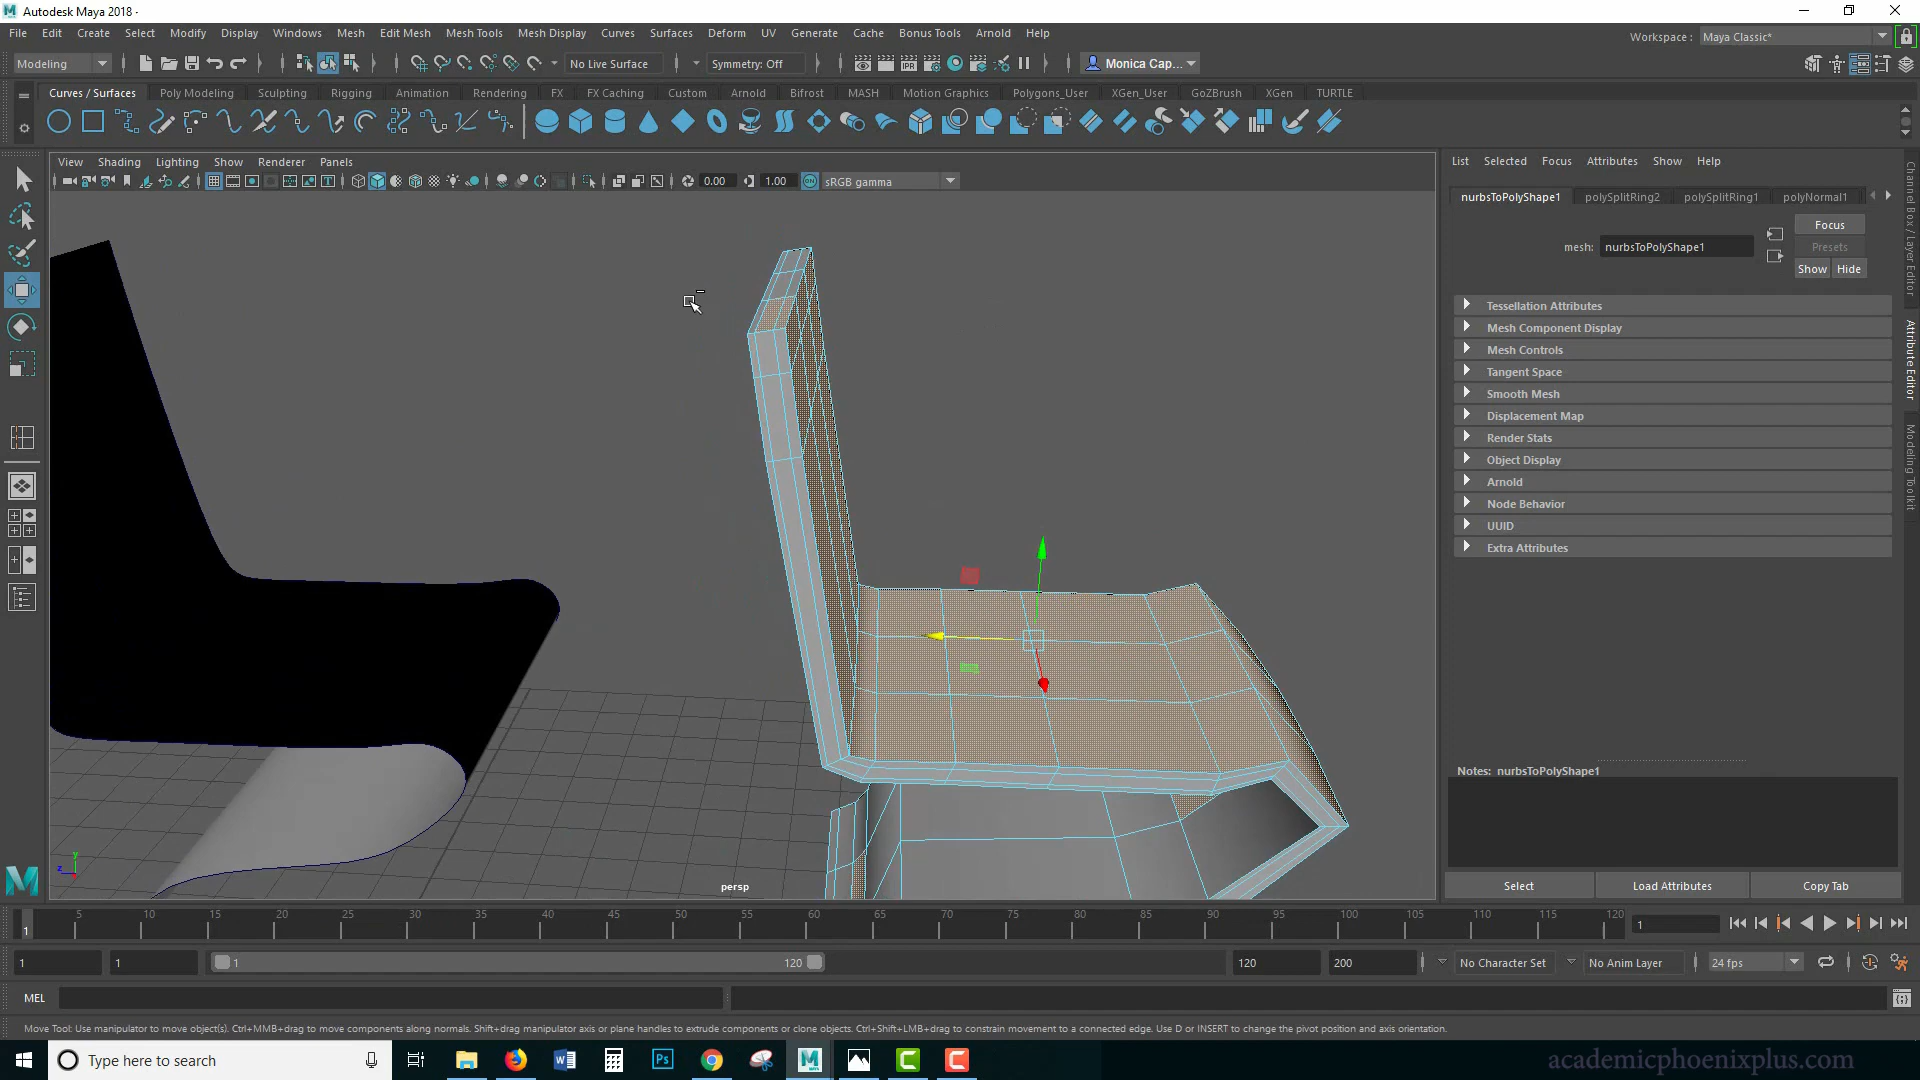 Autodesk Maya 2018 -
File Edit Create Select Modify Display Windows Mesh Edit Mesh Mesh Tools Mesh Display Curves Surfaces Deform UV Generate Cache Bonus Tools Arnold Help
Workspace : Maya Classic*
Modeling No Live Surface Symmetry: Off Monica Cap...
Curves / Surfaces Poly Modeling Sculpting Rigging Animation Rendering FX FX Caching Custom Arnold Bifrost MASH Motion Graphics Polygons_User XGen_User GoZBrush XGen TURTLE
View Shading Lighting Show Renderer Panels
0.00 1.00 sRGB gamma
persp
List Selected Focus Attributes Show Help
nurbsToPolyShape1 polySplitRing2 polySplitRing1 polyNormal1
Focus
mesh: nurbsToPolyShape1 Presets
Show Hide
Tessellation Attributes
Mesh Component Display
Mesh Controls
Tangent Space
Smooth Mesh
Displacement Map
Render Stats
Object Display
Arnold
Node Behavior
UUID
Extra Attributes
Notes: nurbsToPolyShape1
Select Load Attributes Copy Tab
Channel Box / Layer Editor
Attribute Editor
Modeling Toolkit
5 10 15 20 25 30 35 40 45 50 55 60 65 70 75 80 85 90 95 100 105 110 115 120
1 1
1 1 1 120 120 200 No Character Set No Anim Layer 24 fps
MEL
Move Tool: Use manipulator to move object(s). Ctrl+MMB+drag to move components along normals. Shift+drag manipulator axis or plane handles to extrude components or clone objects. Ctrl+Shift+LMB+drag to constrain movement to a connected edge. Use D or INSERT to change the pivot position and axis orientation.
Type here to search
academicphoenixplus.com